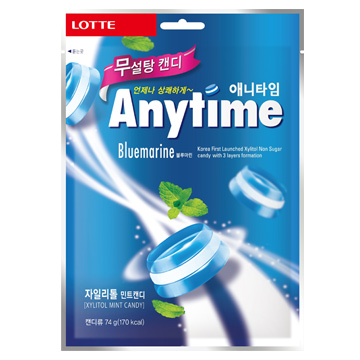 LOTTE
무설탕 캔디
언제나 상쾌하게~
애니타임
Anytime
Bluemarine 블루마린
Korea First Launched Xylitol Non Sugar
candy with 3 layers formation
자일리톨 민트캔디
[XYLITOL MINT CANDY]
캔디류 74 g(170 kcal)